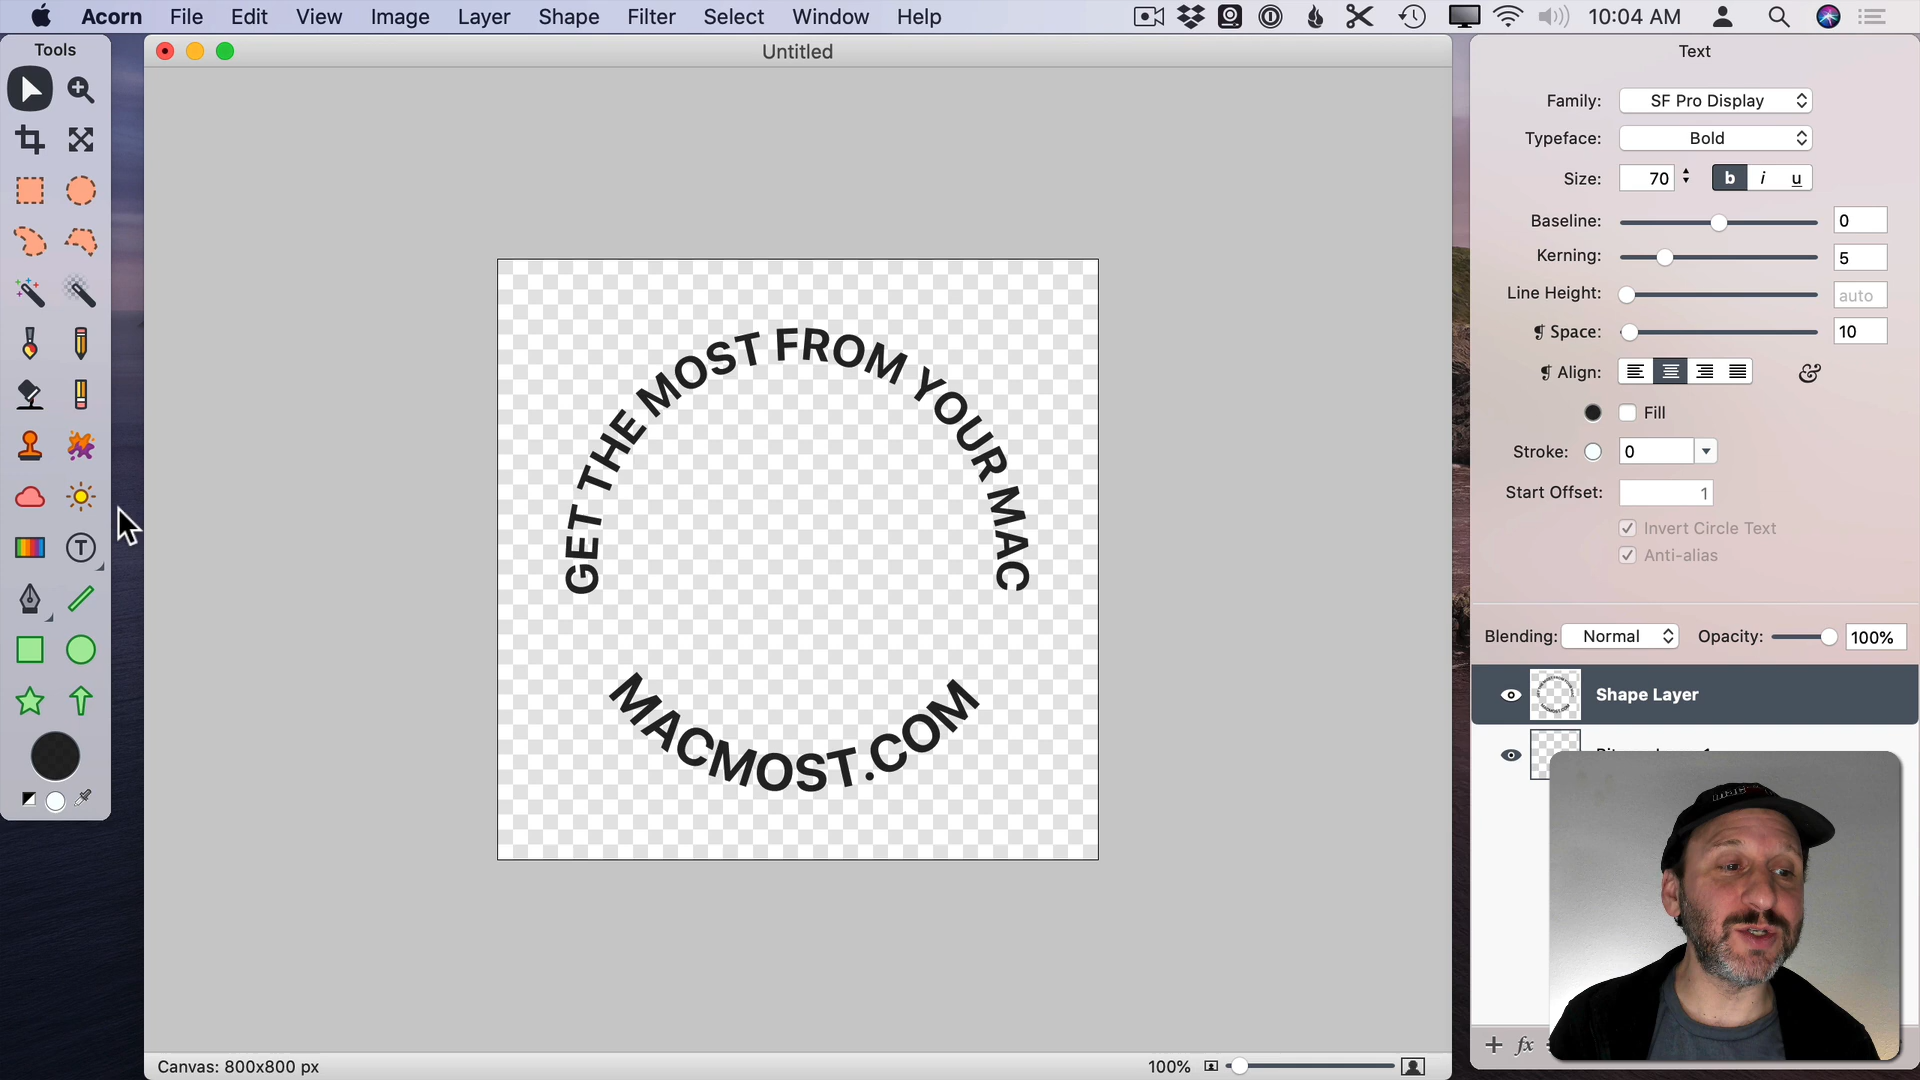 Acorn File Edit View Image Layer Shape Filter Select Window Help 10:04 AM
Tools
Untitled
Text
Family: SF Pro Display
Typeface: Bold
Size: 70 b i u
Baseline: 0
Kerning: 5
Line Height: auto
¶ Space: 10
¶ Align:
Fill
Stroke: 0
Start Offset: 1
Invert Circle Text
Anti-alias
Blending: Normal Opacity: 100%
Shape Layer
T
GET THE MOST FROM YOUR MAC
MACMOST.COM
fx
Canvas: 800x800 px
100%